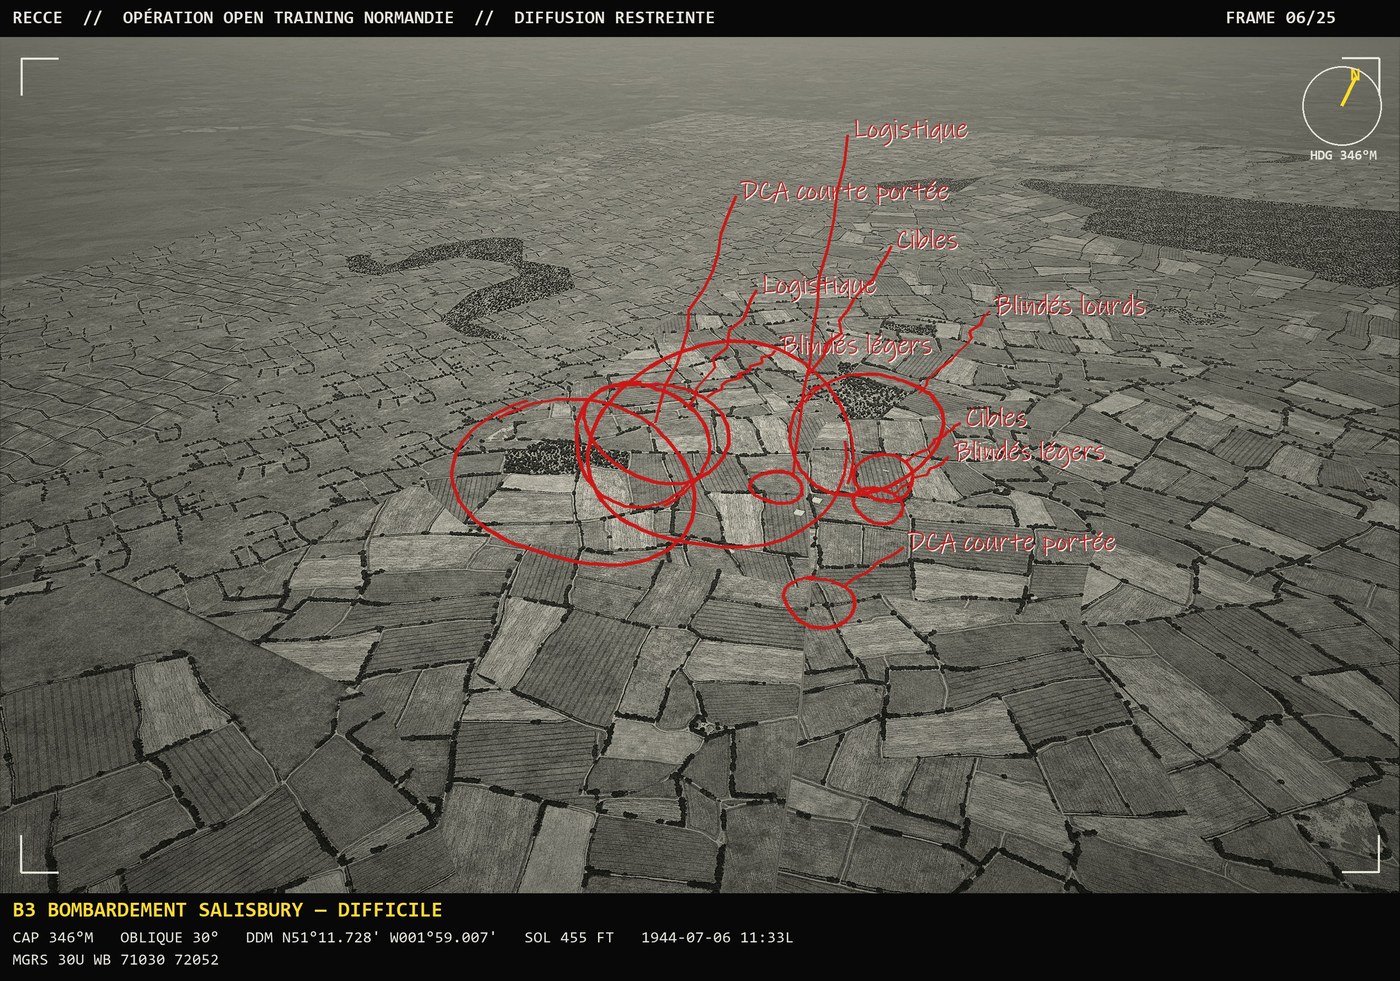 RECCE // OPÉRATION OPEN TRAINING NORMANDIE // DIFFUSION RESTREINTE FRAME 06/25
N
HDG 346°M
Logistique
DCA courte portée
Cibles
Logistique
Blindés lourds
Blindés légers
Cibles
Blindés légers
DCA courte portée
B3 BOMBARDEMENT SALISBURY — DIFFICILE
CAP 346°M OBLIQUE 30° DDM N51°11.728' W001°59.007' SOL 455 FT 1944-07-06 11:33L
MGRS 30U WB 71030 72052